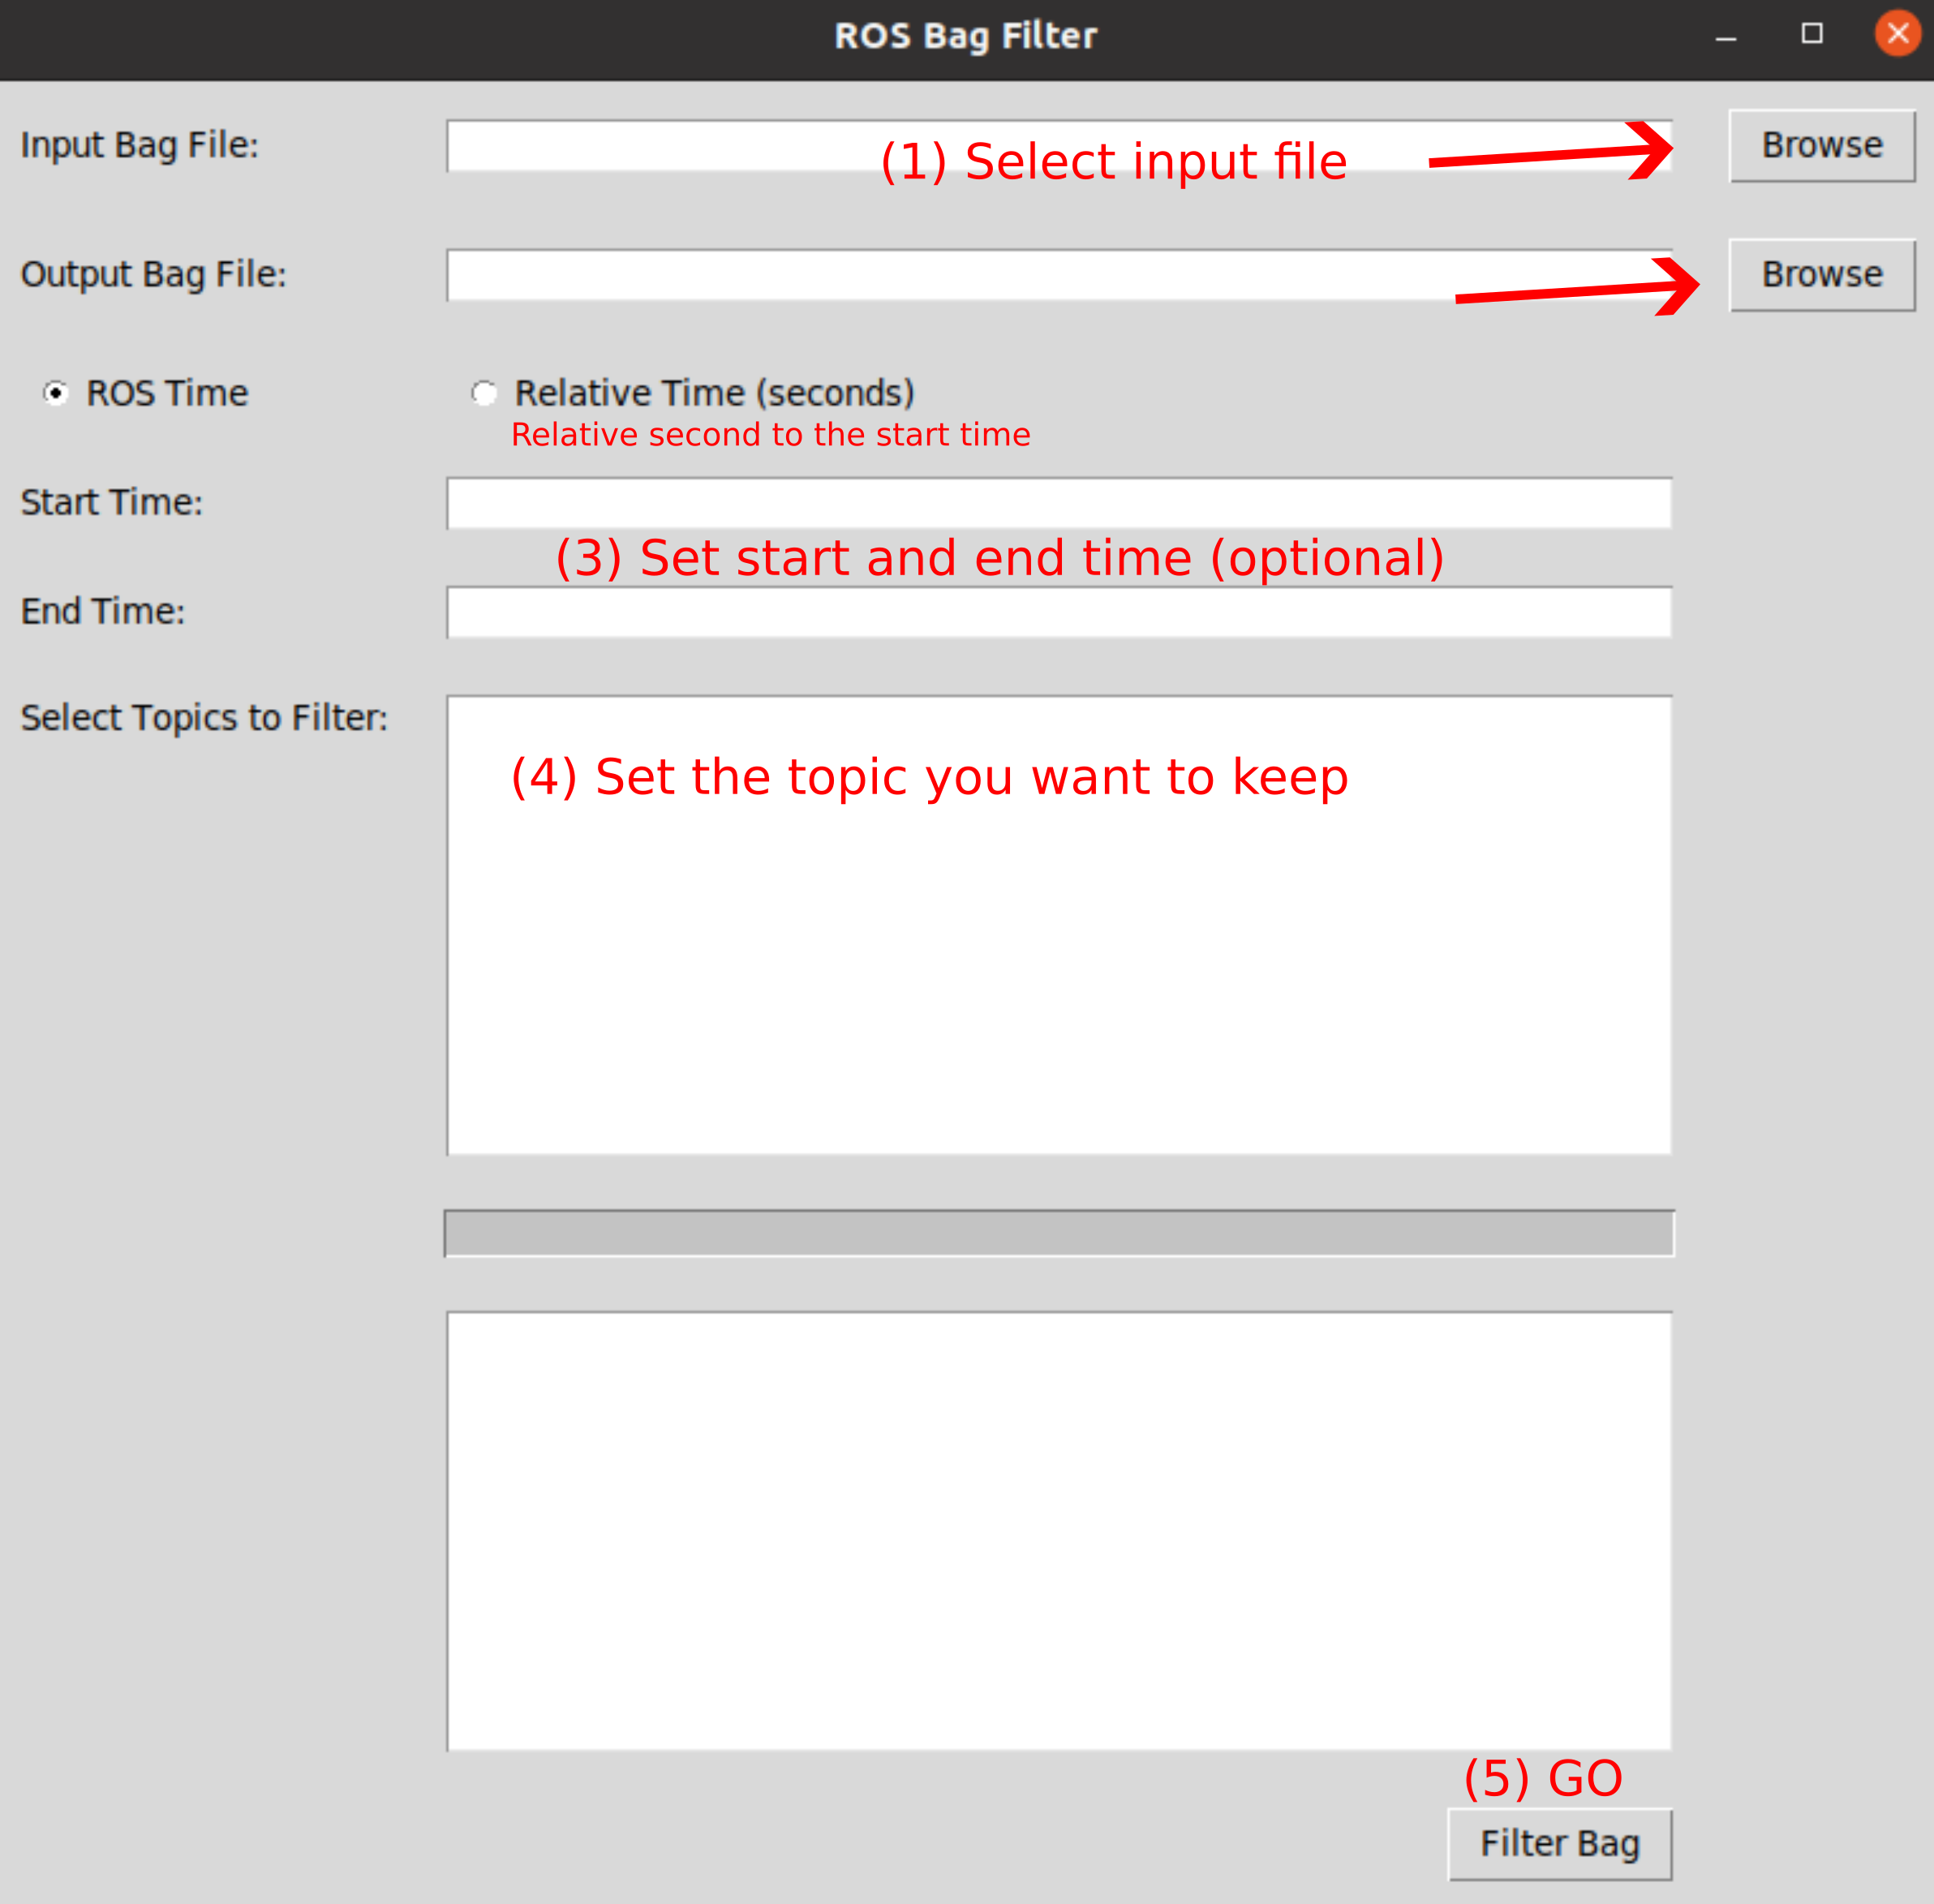 ROS Bag Filter
Input Bag File:
(1) Select input file
Browse
Output Bag File:
Browse
ROS Time
Relative Time (seconds)
Relative second to the start time
Start Time:
(3) Set start and end time (optional)
End Time:
Select Topics to Filter:
(4) Set the topic you want to keep
(5) GO
Filter Bag